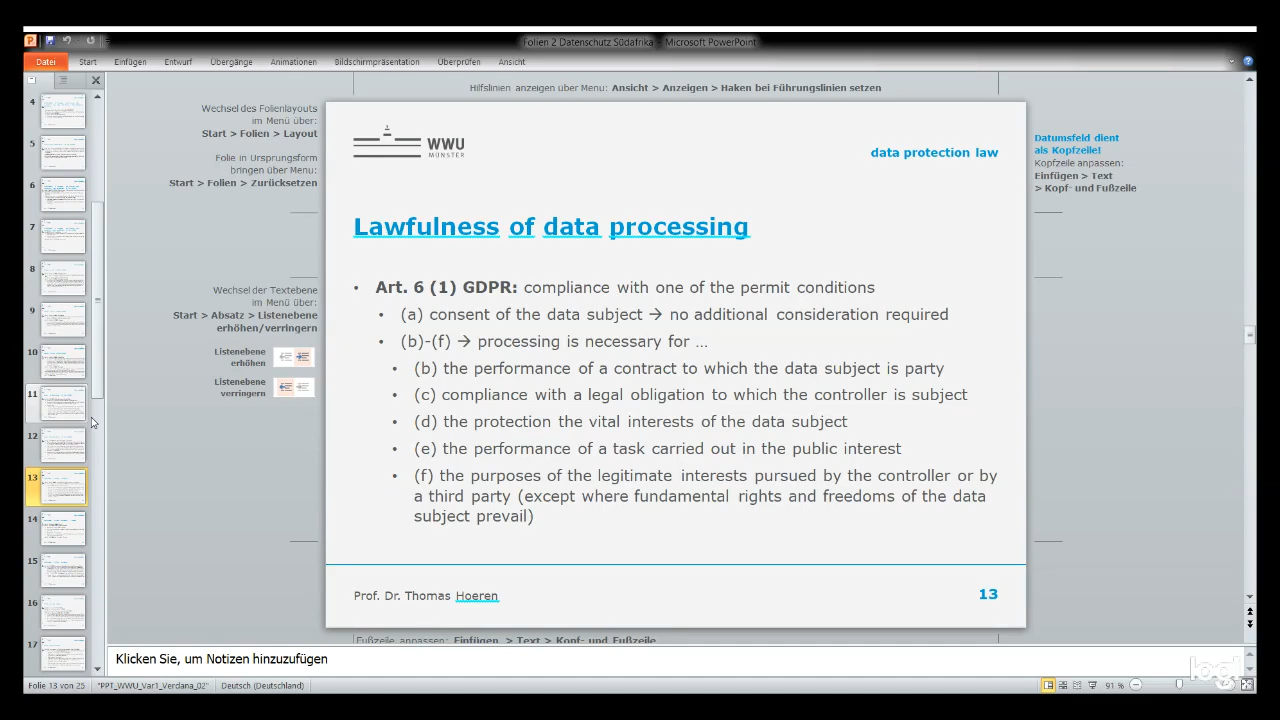 Folien 2 Datenschutz Südafrika - Microsoft PowerPoint
Datei Start Einfügen Entwurf Übergänge Animationen Bildschirmpräsentation Überprüfen Ansicht
Hilfslinien anzeigen über Menu: Ansicht > Anzeigen > Haken bei Führungslinien setzen
Wechsel des Folienlayouts
im Menü über:
Start > Folien > Layout
Folie in Ursprungsform
bringen über Menu:
Start > Folien > Zurücksetzen
Wechsel der Textebene
im Menü über:
Start > Absatz > Listenebene
erhöhen/verringern
Listenebene
erhöhen
Listenebene
verringern
4
5
6
7
8
9
10
11
12
13
14
15
16
17
WWU
MÜNSTER
data protection law
Lawfulness of data processing
• Art. 6 (1) GDPR: compliance with one of the permit conditions
• (a) consent of the data subject → no additional consideration required
• (b)-(f) → processing is necessary for …
• (b) the performance of a contract to which the data subject is party
• (c) compliance with a legal obligation to which the controller is subject
• (d) the protection the vital interests of the data subject
• (e) the performance of a task carried out in the public interest
• (f) the purposes of the legitimate interests pursued by the controller or by
a third party (except where fundamental rights and freedoms of the data
subject prevail)
Prof. Dr. Thomas Hoeren
13
Datumsfeld dient
als Kopfzeile!
Kopfzeile anpassen:
Einfügen > Text
> Kopf- und Fußzeile
Fußzeile anpassen: Einfügen > Text > Kopf- und Fußzeile
Klicken Sie, um Notizen hinzuzufügen
logi
Folie 13 von 25 "PPT_WWU_Var1_Verdana_02" Deutsch (Deutschland) 91 %